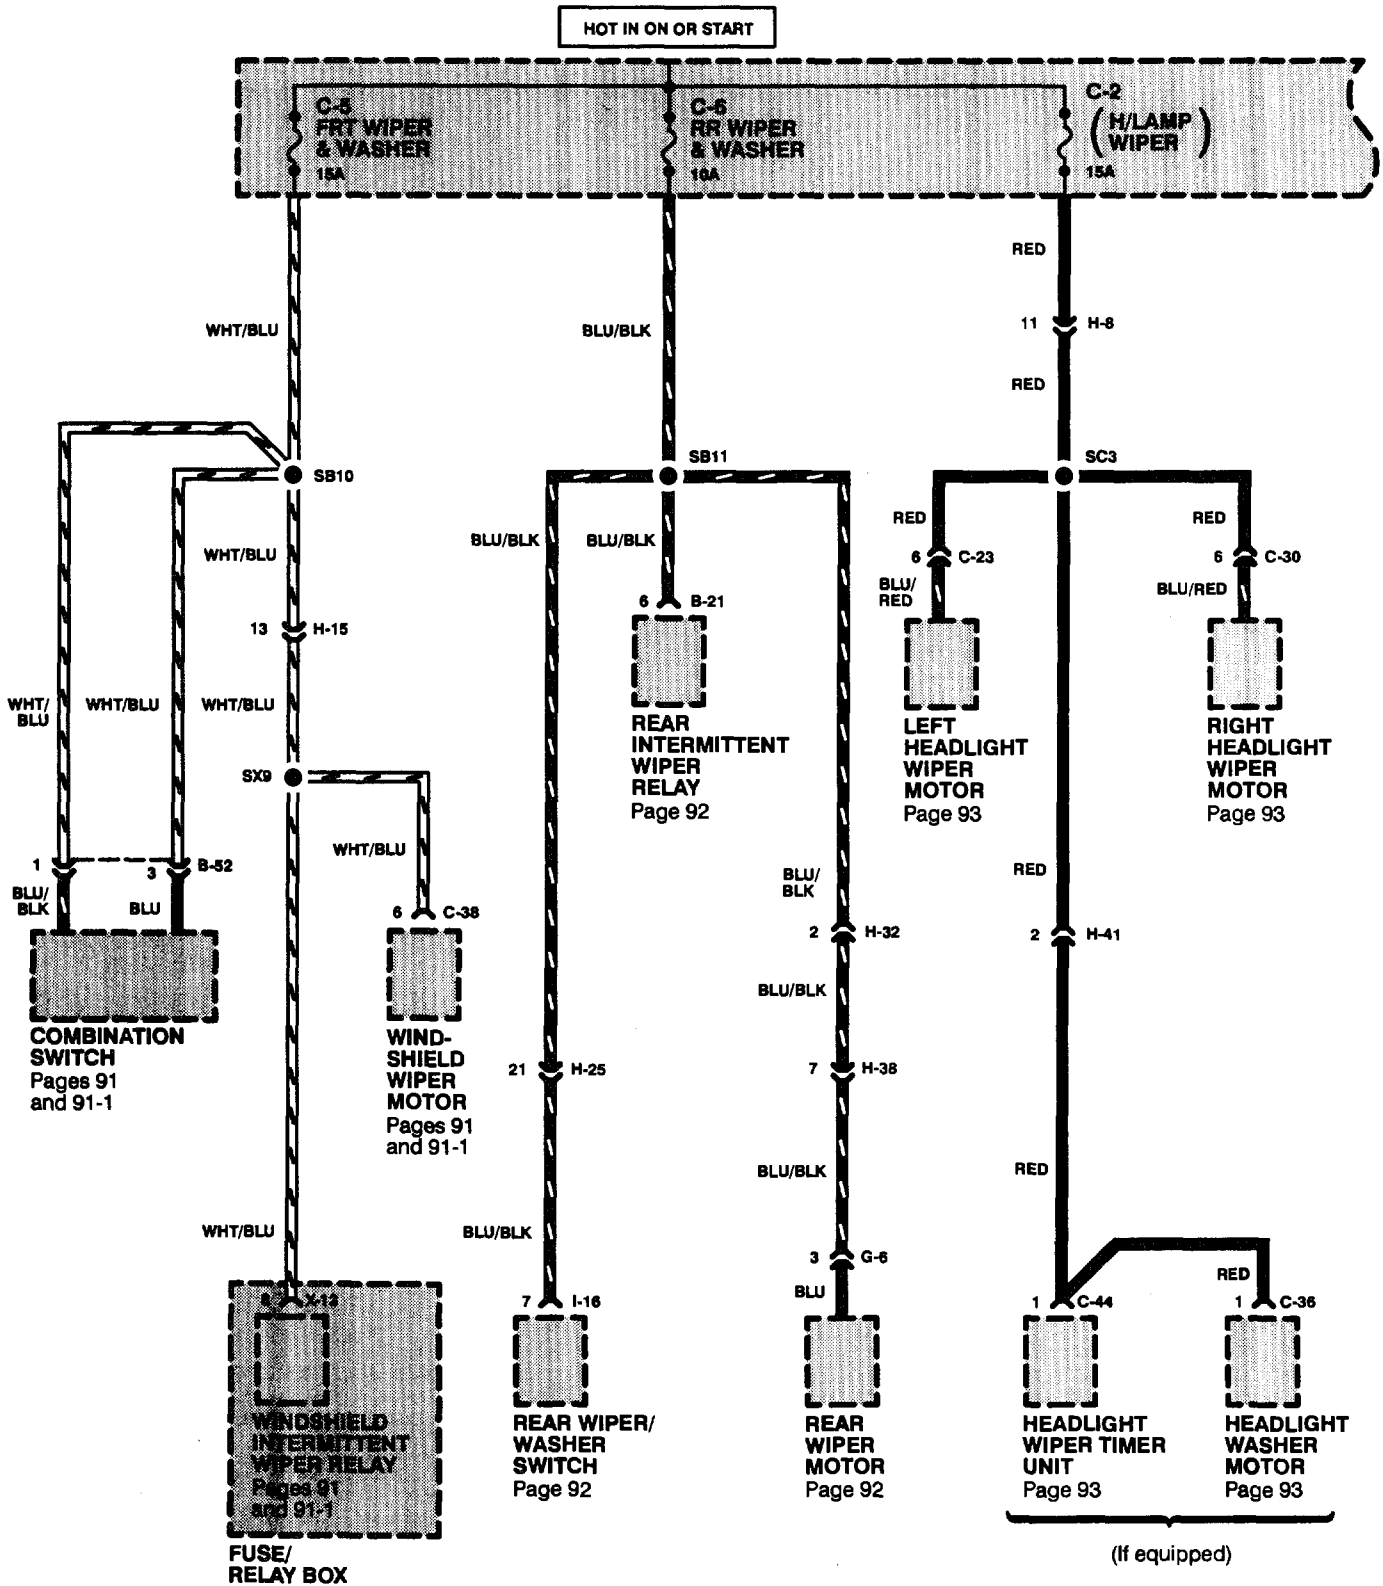 HOT IN ON OR START
C-5
FRT WIPER
& WASHER
15A
C-6
RR WIPER
& WASHER
10A
C-2
(H/LAMP
WIPER)
15A
RED
WHT/BLU
BLU/BLK
11 H-8
RED
SB10
SB11
SC3
WHT/BLU
BLU/BLK
BLU/BLK
RED
RED
6 C-23
6 C-30
BLU/
RED
BLU/RED
13 H-15
6 B-21
WHT/
BLU
WHT/BLU
WHT/BLU
REAR
INTERMITTENT
WIPER
RELAY
Page 92
LEFT
HEADLIGHT
WIPER
MOTOR
Page 93
RIGHT
HEADLIGHT
WIPER
MOTOR
Page 93
SX9
WHT/BLU
1
3 B-52
BLU/
BLK
BLU
6 C-38
BLU/
BLK
RED
2 H-32
2 H-41
COMBINATION
SWITCH
Pages 91
and 91-1
WIND-
SHIELD
WIPER
MOTOR
Pages 91
and 91-1
BLU/BLK
21 H-25
7 H-38
BLU/BLK
RED
WHT/BLU
BLU/BLK
3 G-6
BLU
RED
8 X-13
7 I-16
1 C-44
1 C-36
WINDSHIELD
INTERMITTENT
WIPER RELAY
Pages 91
and 91-1
FUSE/
RELAY BOX
REAR WIPER/
WASHER
SWITCH
Page 92
REAR
WIPER
MOTOR
Page 92
HEADLIGHT
WIPER TIMER
UNIT
Page 93
HEADLIGHT
WASHER
MOTOR
Page 93
(If equipped)